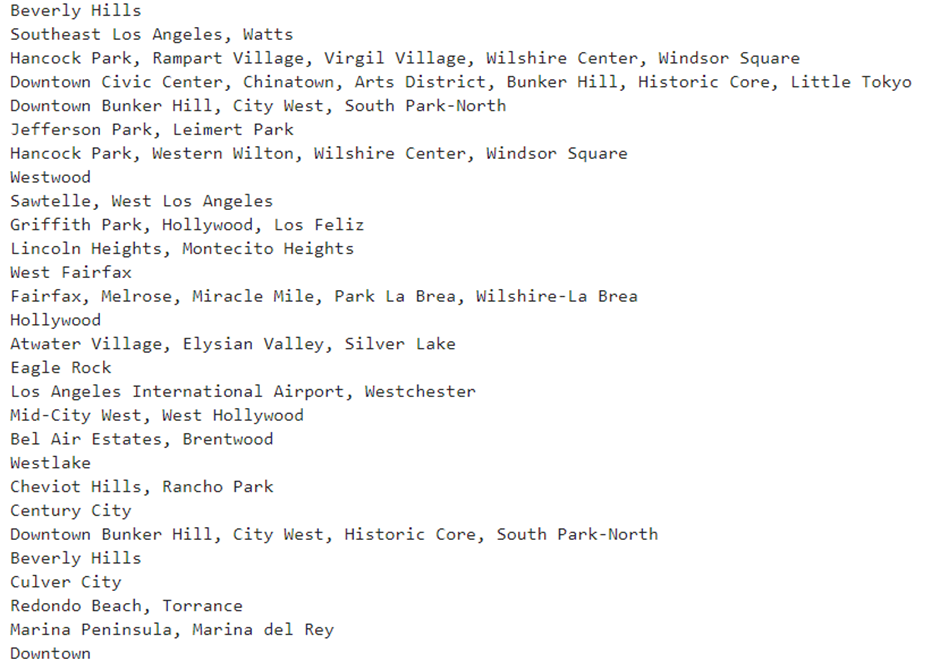 Beverly Hills
Southeast Los Angeles, Watts
Hancock Park, Rampart Village, Virgil Village, Wilshire Center, Windsor Square
Downtown Civic Center, Chinatown, Arts District, Bunker Hill, Historic Core, Little Tokyo
Downtown Bunker Hill, City West, South Park-North
Jefferson Park, Leimert Park
Hancock Park, Western Wilton, Wilshire Center, Windsor Square
Westwood
Sawtelle, West Los Angeles
Griffith Park, Hollywood, Los Feliz
Lincoln Heights, Montecito Heights
West Fairfax
Fairfax, Melrose, Miracle Mile, Park La Brea, Wilshire-La Brea
Hollywood
Atwater Village, Elysian Valley, Silver Lake
Eagle Rock
Los Angeles International Airport, Westchester
Mid-City West, West Hollywood
Bel Air Estates, Brentwood
Westlake
Cheviot Hills, Rancho Park
Century City
Downtown Bunker Hill, City West, Historic Core, South Park-North
Beverly Hills
Culver City
Redondo Beach, Torrance
Marina Peninsula, Marina del Rey
Downtown